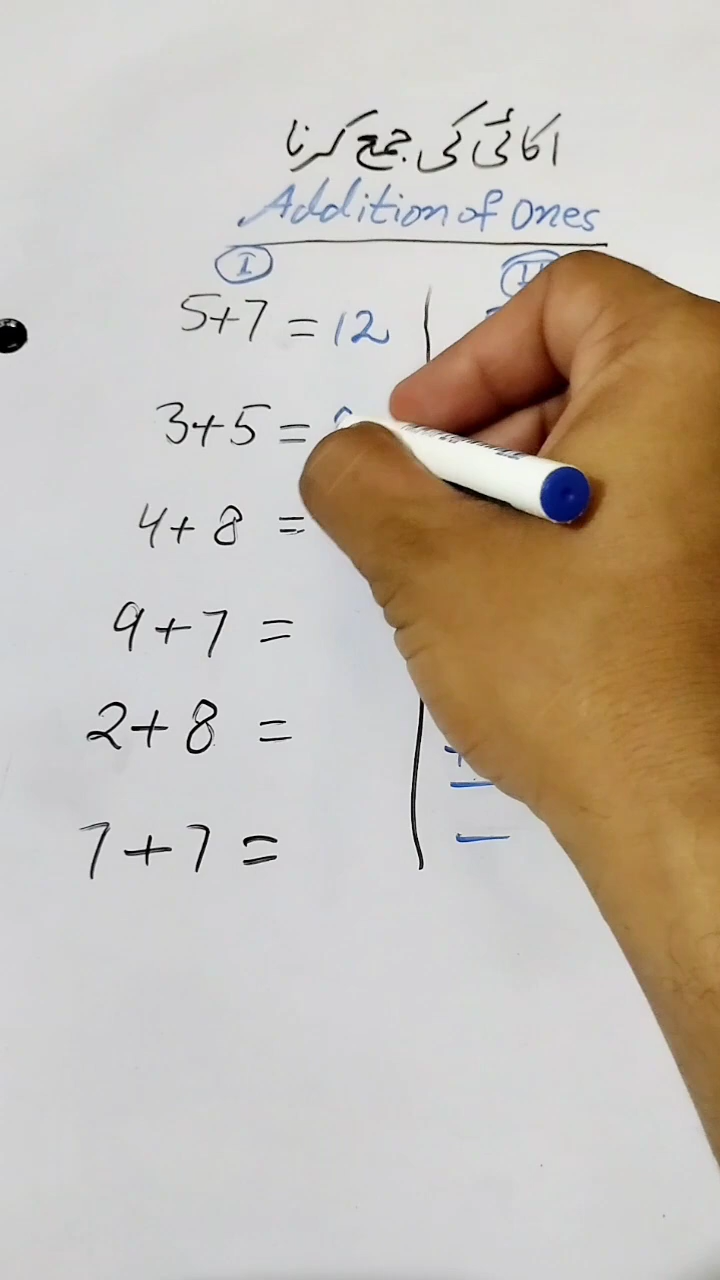 اکائی کی جمع کرنا
Addition of Ones
I
5+7 = 12
3+5 =
4+8 =
9+7 =
2+8 =
7+7 =